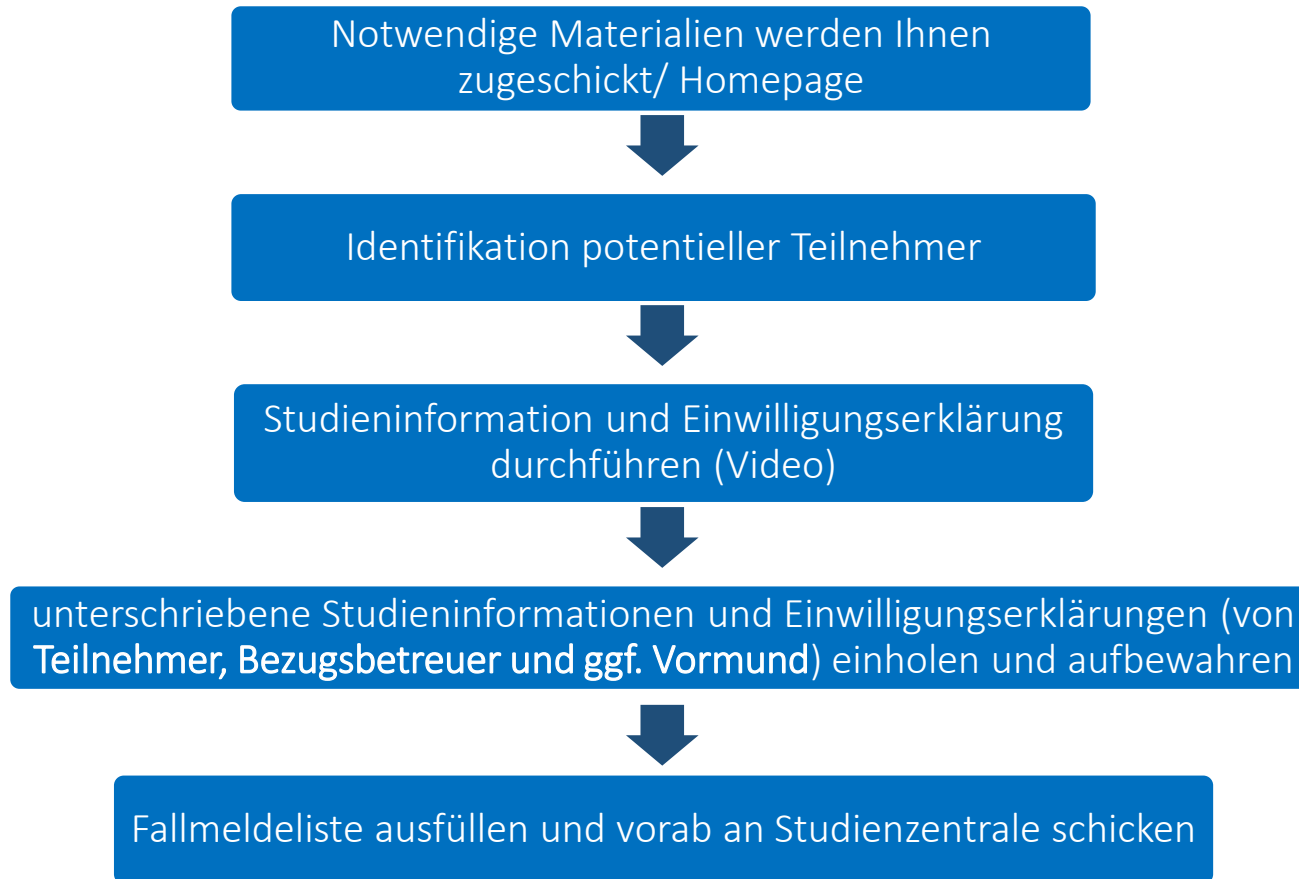 Notwendige Materialien werden Ihnen
zugeschickt/ Homepage
Identifikation potentieller Teilnehmer
Studieninformation und Einwilligungserklärung
durchführen (Video)
unterschriebene Studieninformationen und Einwilligungserklärungen (von
Teilnehmer, Bezugsbetreuer und ggf. Vormund) einholen und aufbewahren
Fallmeldeliste ausfüllen und vorab an Studienzentrale schicken